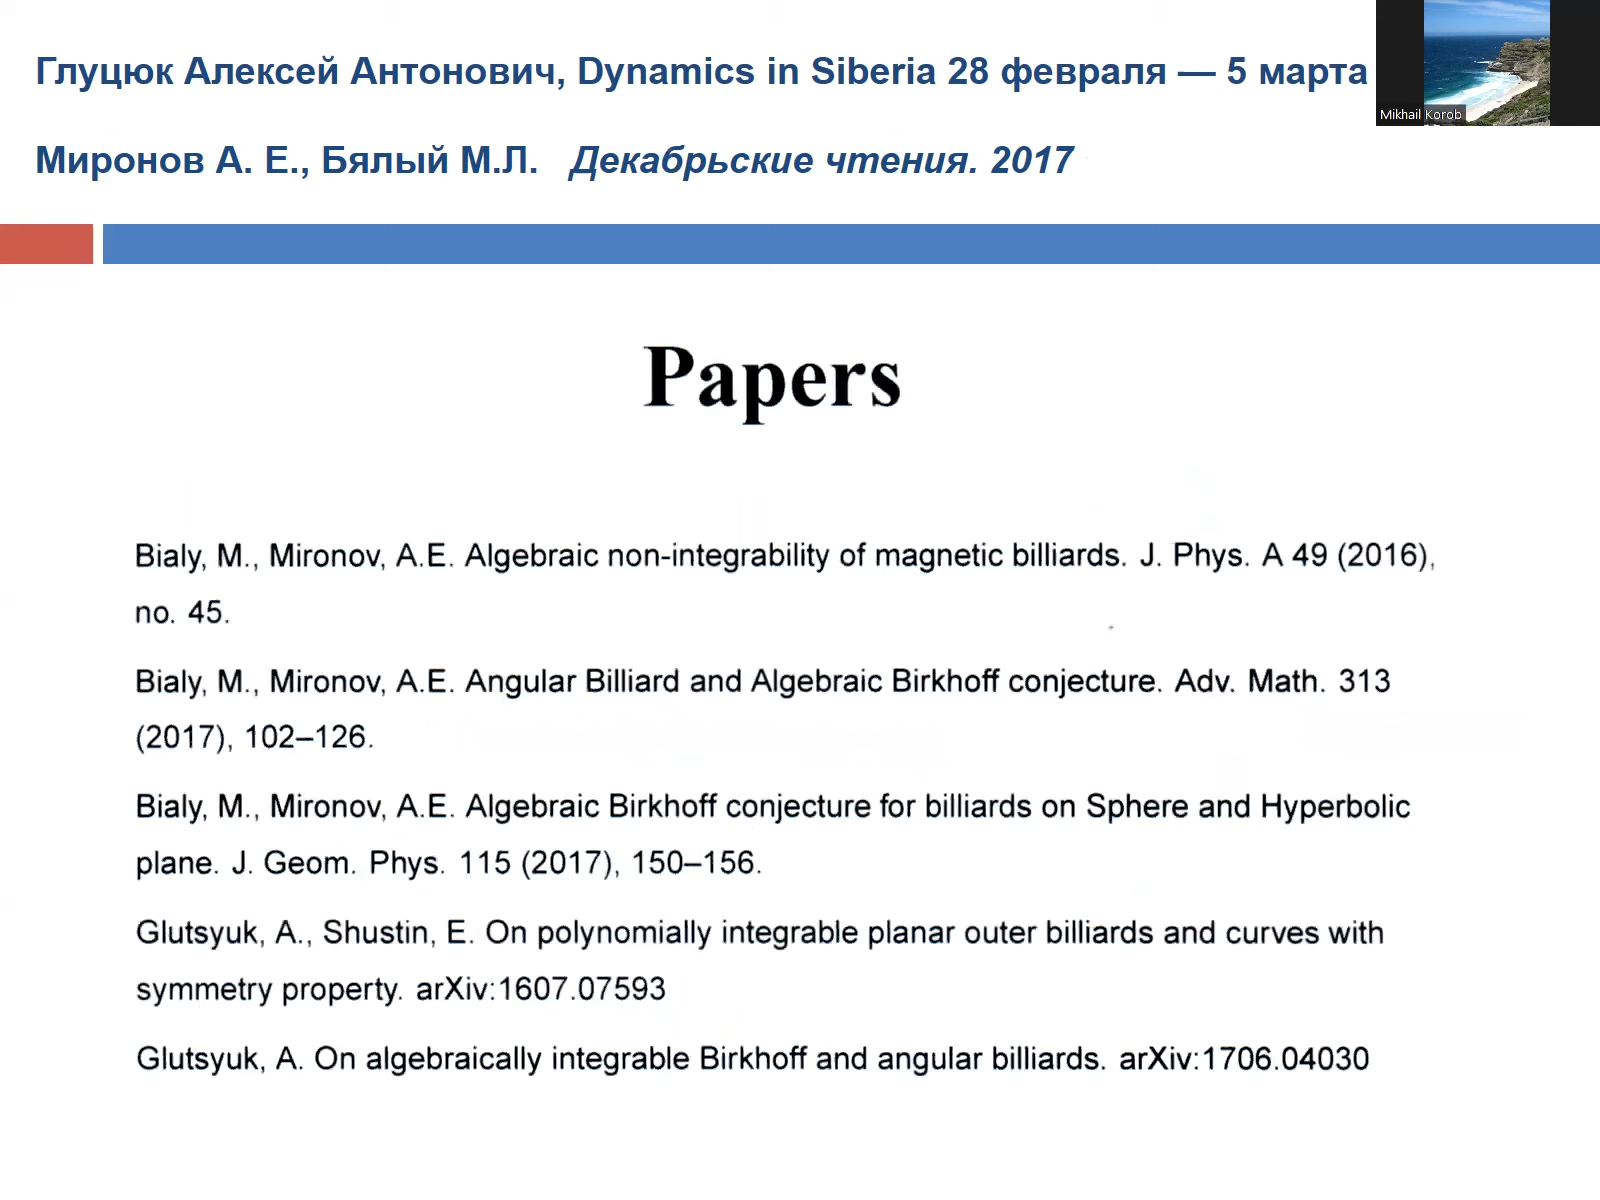 Глуцюк Алексей Антонович, Dynamics in Siberia 28 февраля — 5 марта
Mikhail Korob
Миронов А. Е., Бялый М.Л. Декабрьские чтения. 2017
Papers
Bialy, M., Mironov, A.E. Algebraic non-integrability of magnetic billiards. J. Phys. A 49 (2016),
no. 45.
Bialy, M., Mironov, A.E. Angular Billiard and Algebraic Birkhoff conjecture. Adv. Math. 313
(2017), 102–126.
Bialy, M., Mironov, A.E. Algebraic Birkhoff conjecture for billiards on Sphere and Hyperbolic
plane. J. Geom. Phys. 115 (2017), 150–156.
Glutsyuk, A., Shustin, E. On polynomially integrable planar outer billiards and curves with
symmetry property. arXiv:1607.07593
Glutsyuk, A. On algebraically integrable Birkhoff and angular billiards. arXiv:1706.04030